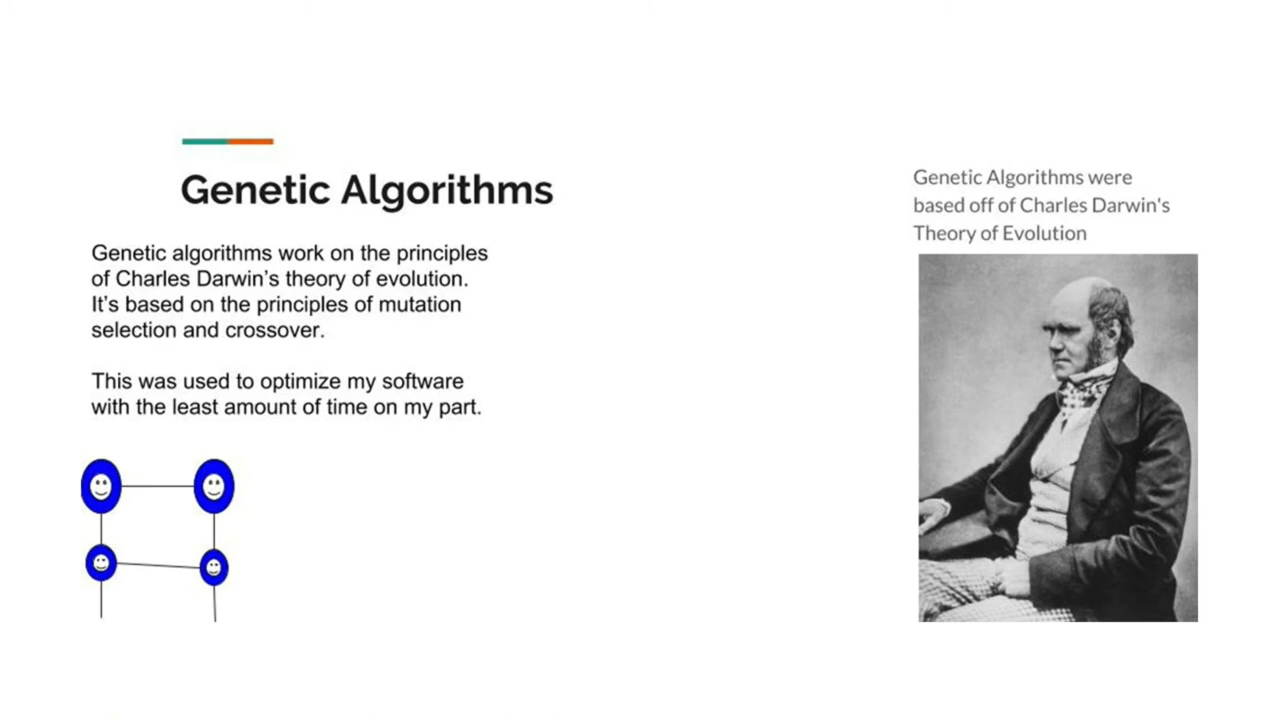 Genetic Algorithms
Genetic algorithms work on the principles
of Charles Darwin’s theory of evolution.
It’s based on the principles of mutation
selection and crossover.
This was used to optimize my software
with the least amount of time on my part.
Genetic Algorithms were
based off of Charles Darwin's
Theory of Evolution